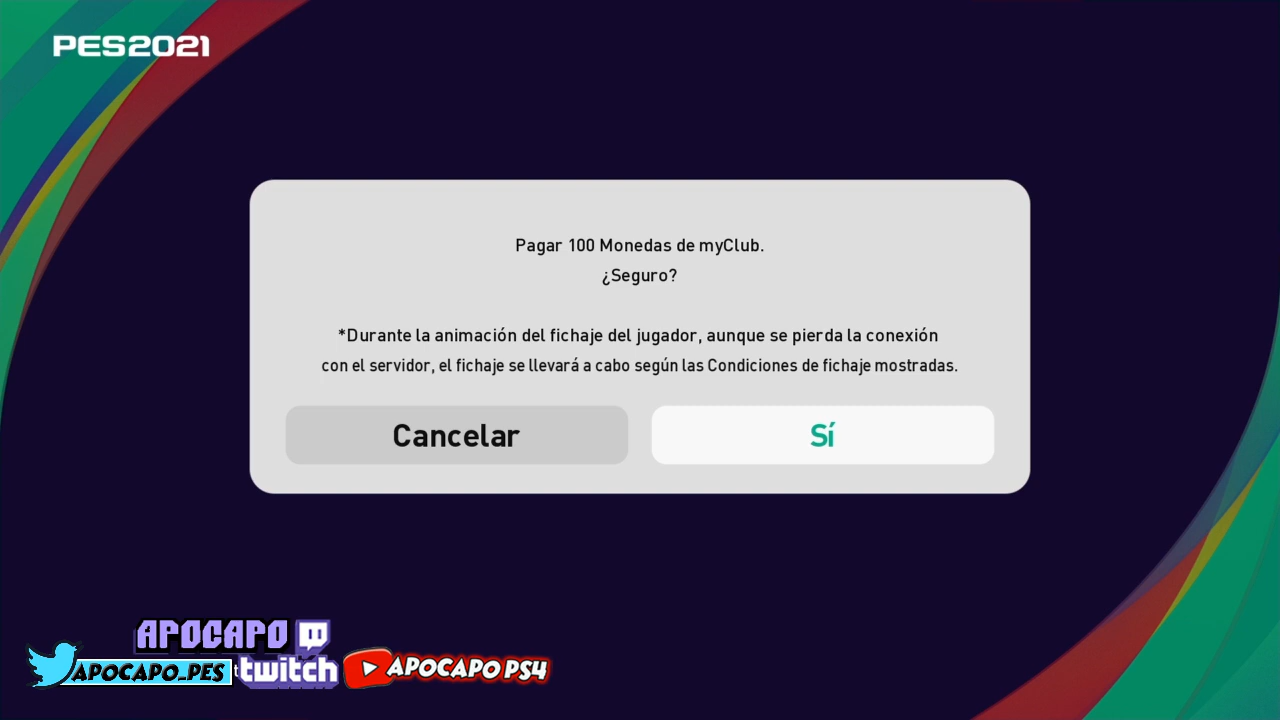 PES2021
Pagar 100 Monedas de myClub.
¿Seguro?
*Durante la animación del fichaje del jugador, aunque se pierda la conexión
con el servidor, el fichaje se llevará a cabo según las Condiciones de fichaje mostradas.
Cancelar
Sí
APOCAPO
APOCAPO_PES
twitch
APOCAPO PS4